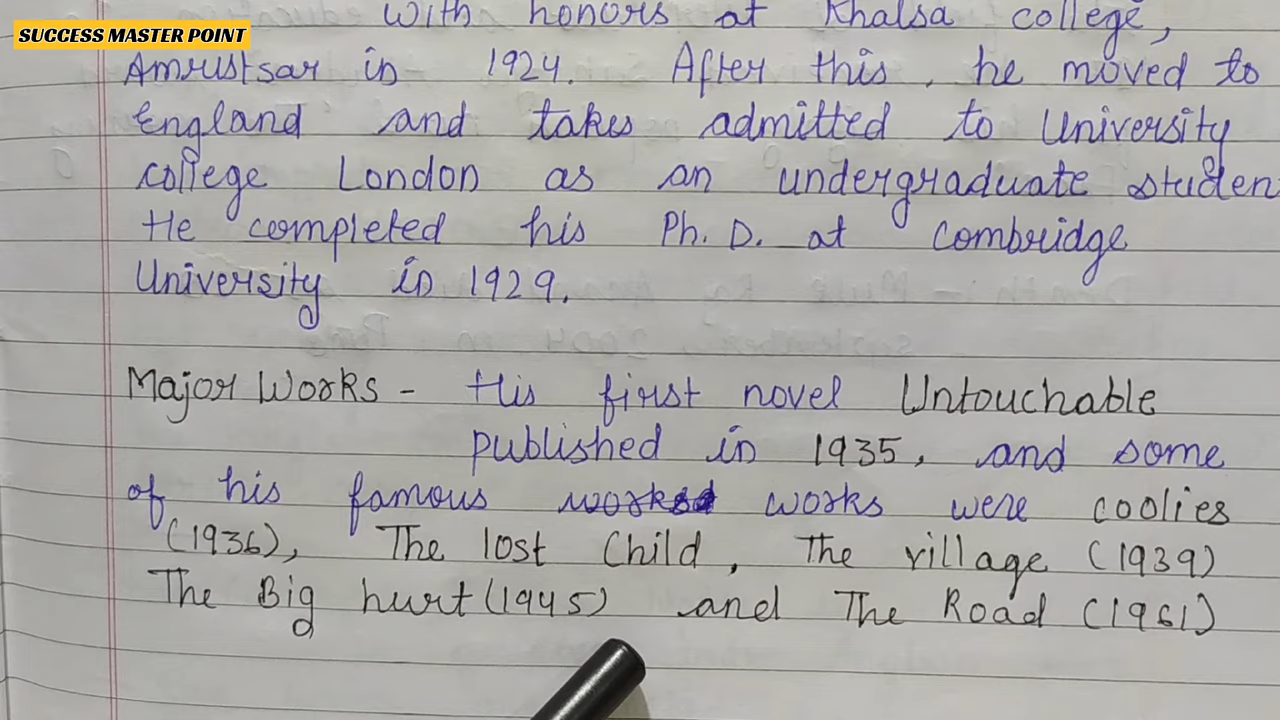 with honors at Khalsa college,
SUCCESS MASTER POINT
Amrustsar in 1924. After this, he moved to
England and takes admitted to University
college London as an undergraduate studen
He completed his Ph. D. at Combridge
University in 1929.
Major Works - His first novel Untouchable
published in 1935, and some
of his famous works were coolies
(1936), The lost Child, The village (1939)
The Big hurt (1945) and The Road (1961)